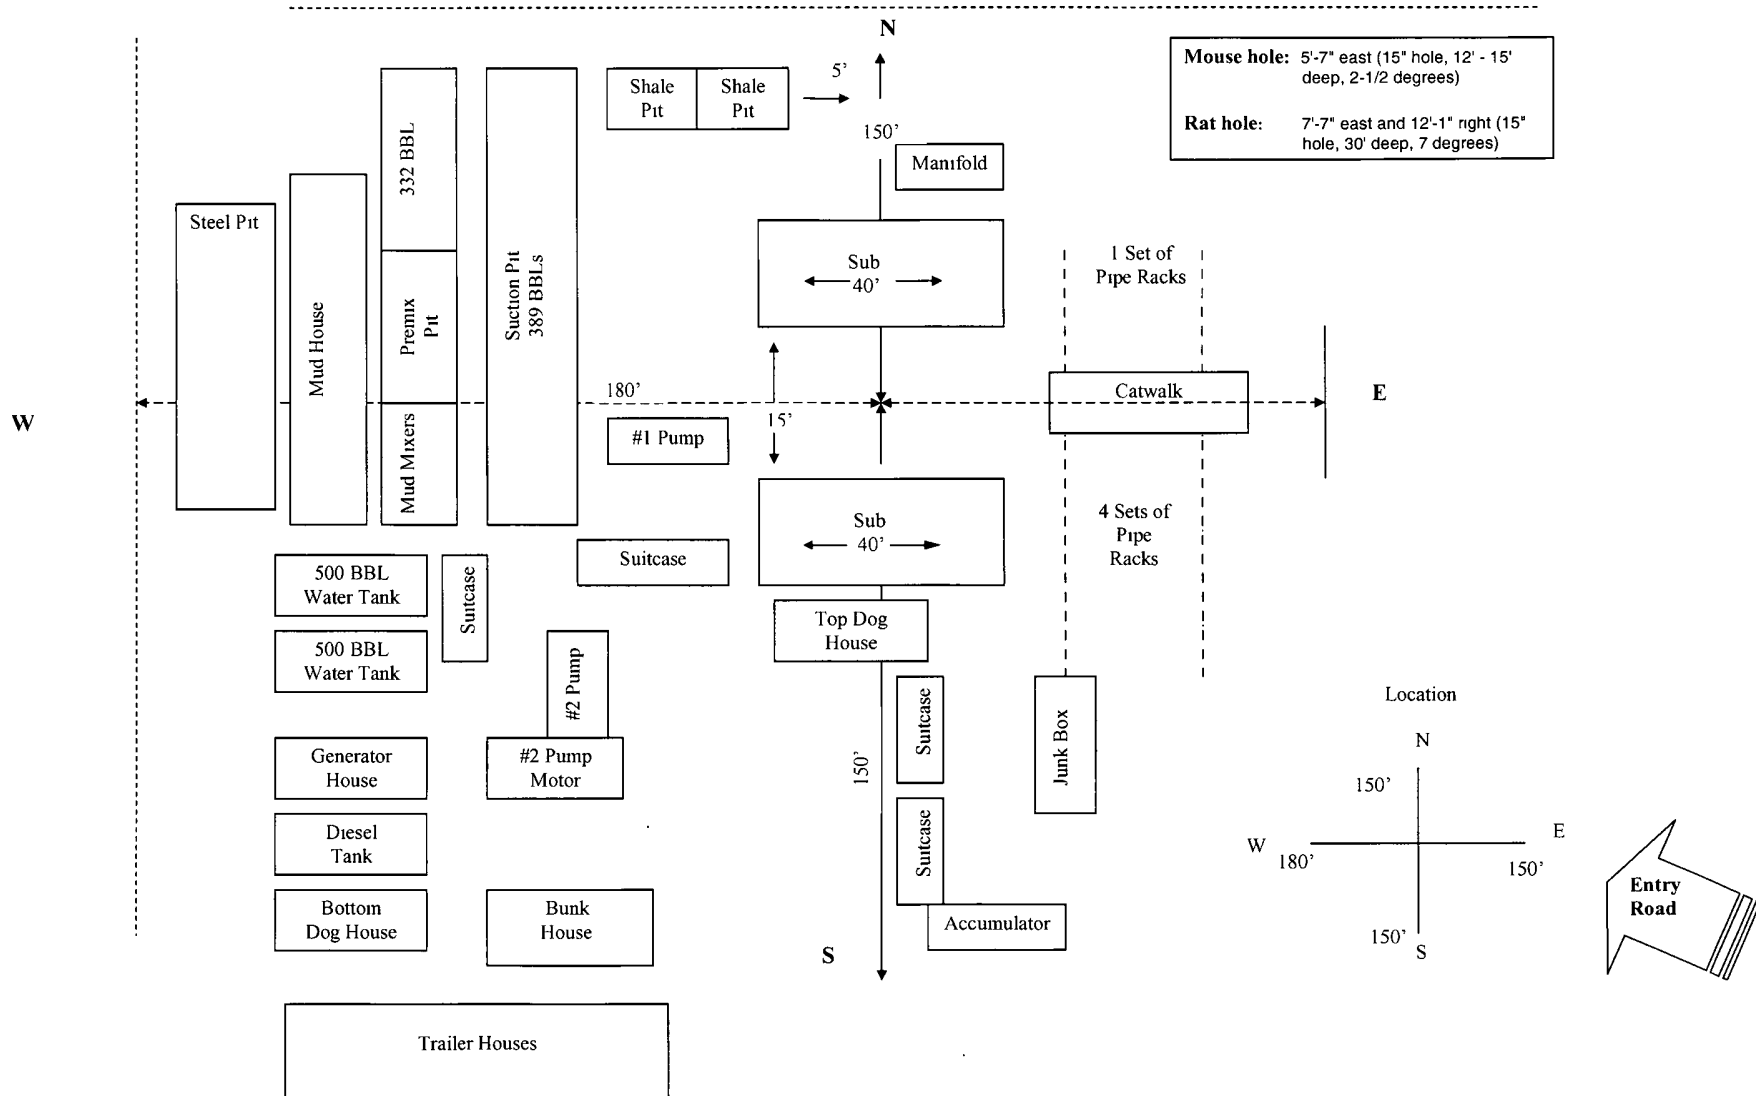 N
Mouse hole: 5'-7" east (15" hole, 12' - 15'
deep, 2-1/2 degrees)
Rat hole: 7'-7" east and 12'-1" right (15"
hole, 30' deep, 7 degrees)
Shale
Pit
Shale
Pit
5'
150'
Manifold
332 BBL
Steel Pit
Mud House
Premix
Pit
Suction Pit
389 BBLs
Sub
40'
1 Set of
Pipe Racks
W
180'
Catwalk
E
Mud Mixers
#1 Pump
15'
Sub
40'
4 Sets of
Pipe
Racks
500 BBL
Water Tank
Suitcase
Suitcase
Top Dog
House
500 BBL
Water Tank
#2 Pump
Suitcase
Junk Box
150'
Generator
House
#2 Pump
Motor
Diesel
Tank
Suitcase
Bottom
Dog House
Bunk
House
Accumulator
S
Trailer Houses
Location
N
150'
W
180'
E
150'
150'
S
Entry
Road